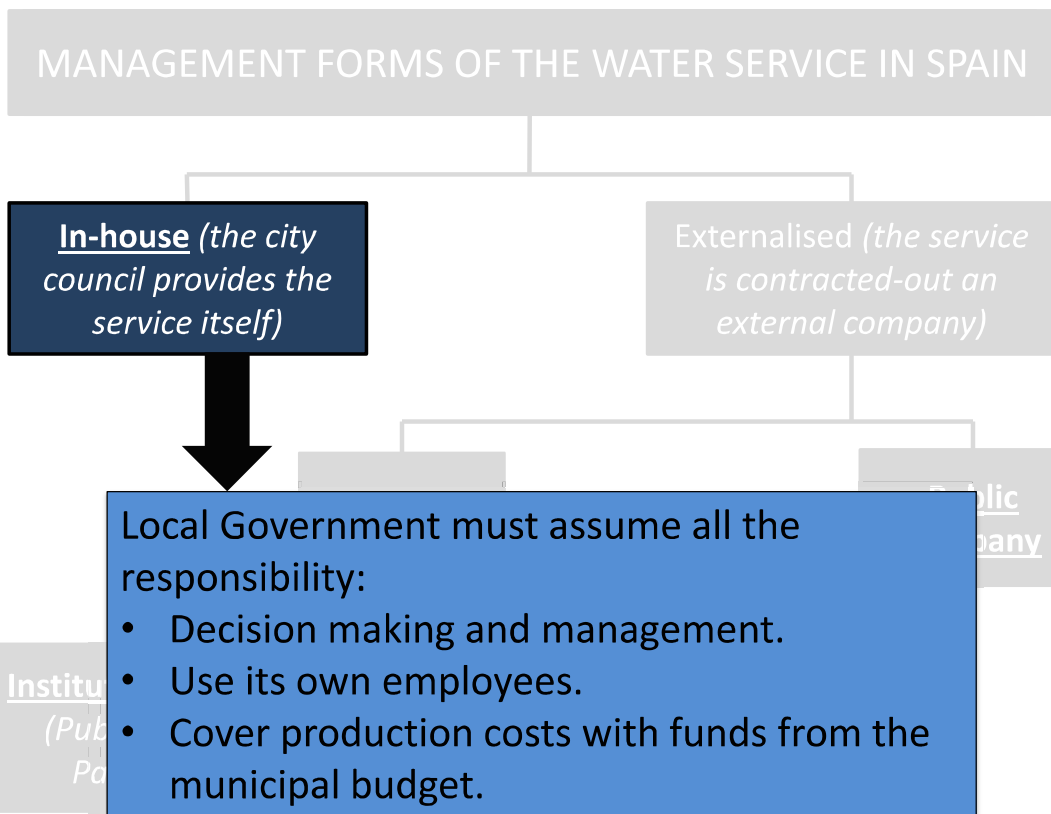 MANAGEMENT FORMS OF THE WATER SERVICE IN SPAIN
In-house (the city
council provides the
service itself)
Externalised (the service
is contracted-out an
external company)
Local Government must assume all the
responsibility:
• Decision making and management.
• Use its own employees.
• Cover production costs with funds from the
municipal budget.